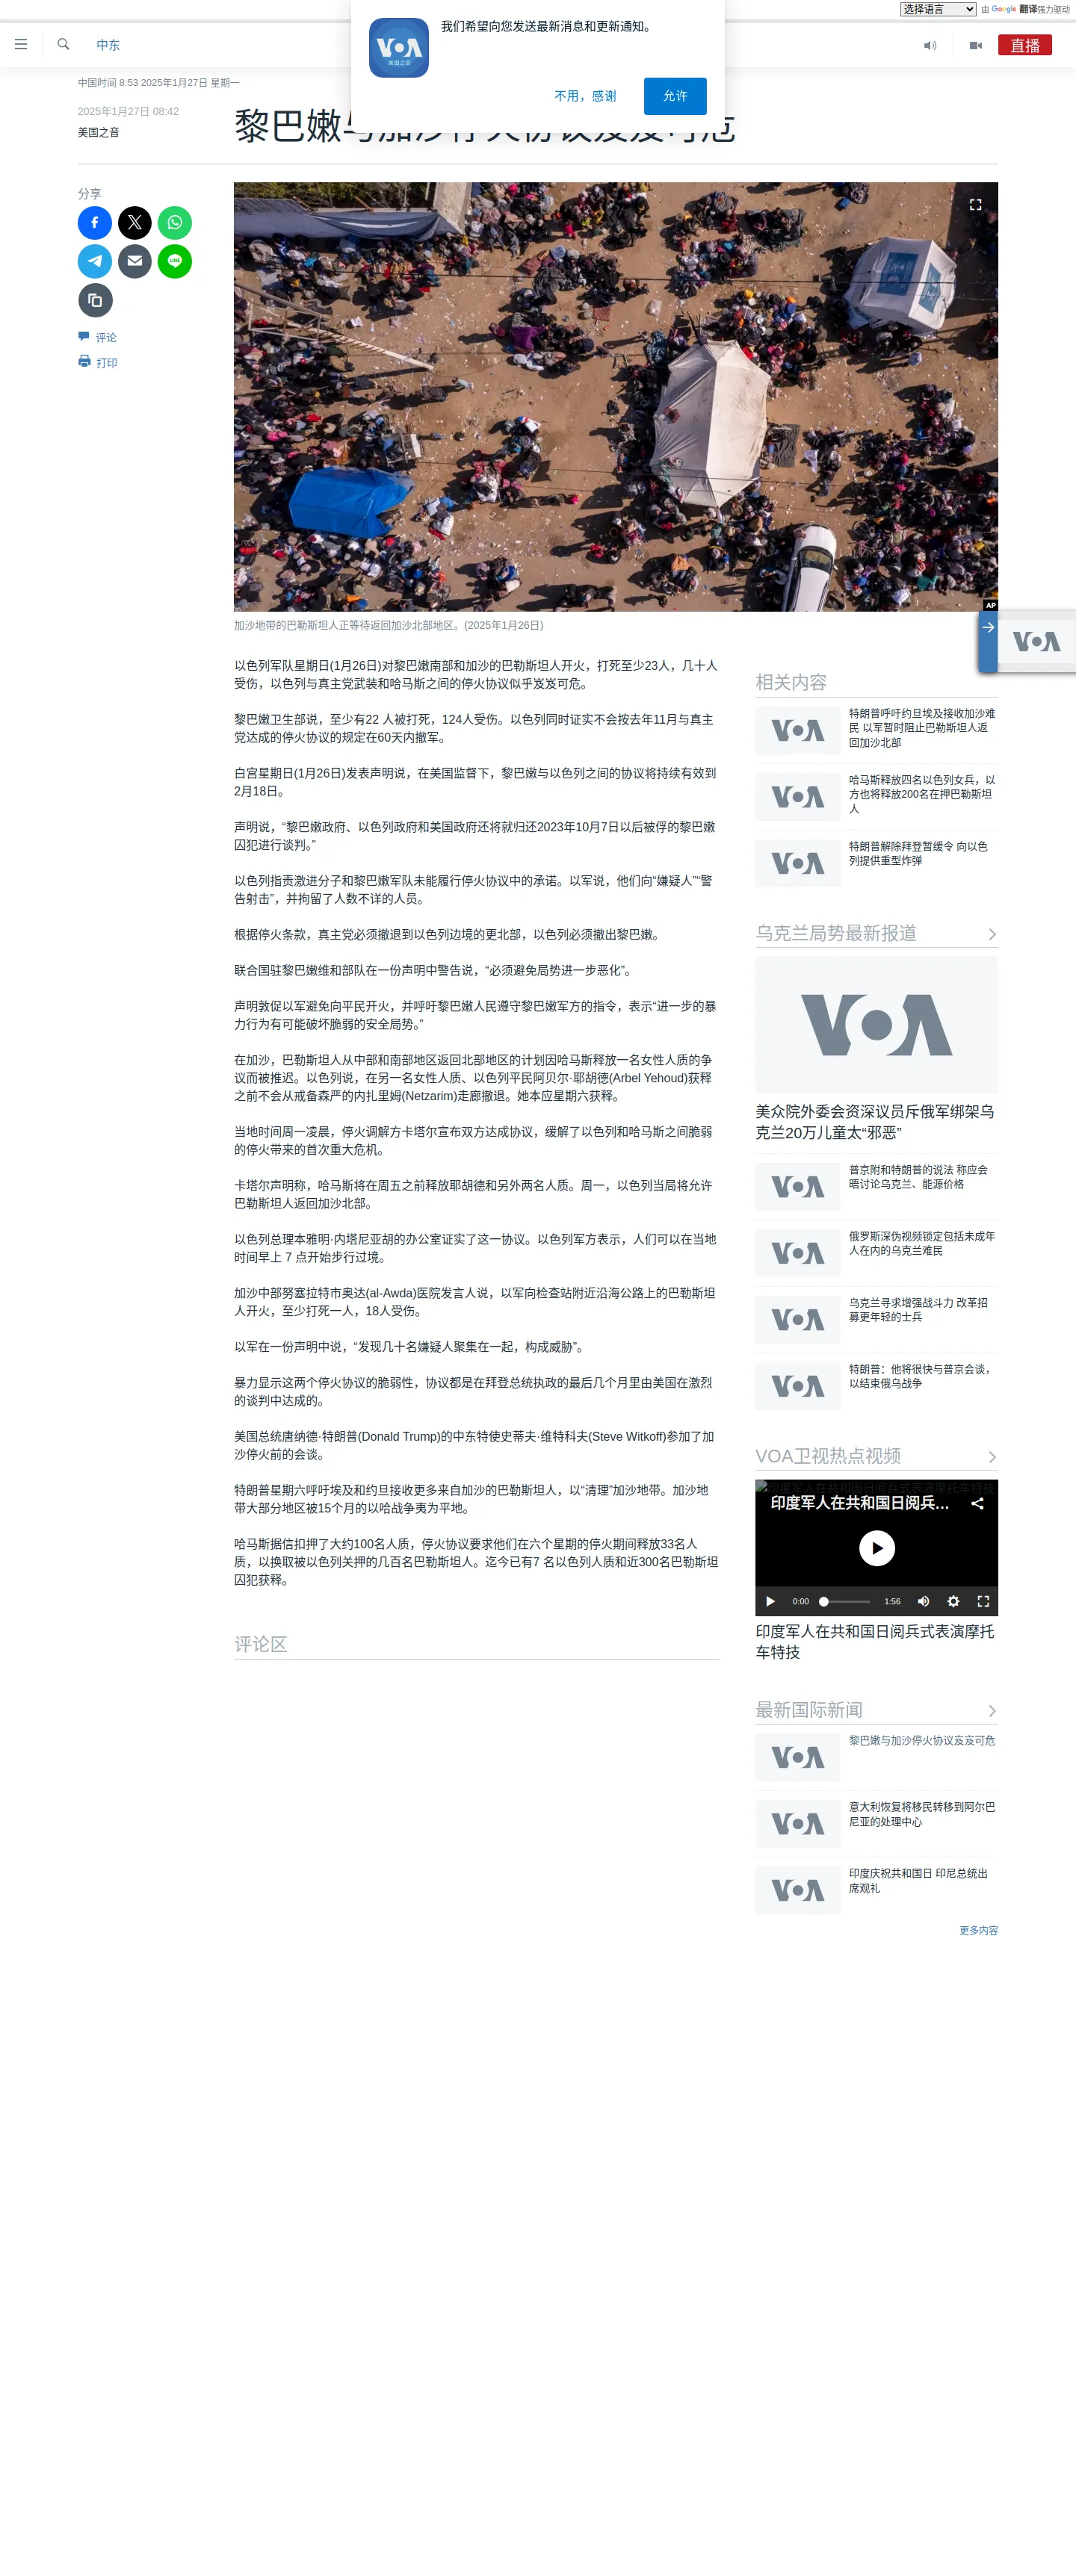 选择语言 由 Google 翻译强力驱动
我们希望向您发送最新消息和更新通知。
VOA
美国之音
不用，感谢
允许
中东
直播
中国时间 8:53 2025年1月27日 星期一
2025年1月27日 08:42
美国之音
黎巴嫩与加沙停火协议岌岌可危
分享
评论
打印
AP
加沙地带的巴勒斯坦人正等待返回加沙北部地区。(2025年1月26日)
以色列军队星期日(1月26日)对黎巴嫩南部和加沙的巴勒斯坦人开火，打死至少23人，几十人
受伤，以色列与真主党武装和哈马斯之间的停火协议似乎岌岌可危。
黎巴嫩卫生部说，至少有22 人被打死，124人受伤。以色列同时证实不会按去年11月与真主
党达成的停火协议的规定在60天内撤军。
白宫星期日(1月26日)发表声明说，在美国监督下，黎巴嫩与以色列之间的协议将持续有效到
2月18日。
声明说，“黎巴嫩政府、以色列政府和美国政府还将就归还2023年10月7日以后被俘的黎巴嫩
囚犯进行谈判。”
以色列指责激进分子和黎巴嫩军队未能履行停火协议中的承诺。以军说，他们向“嫌疑人”“警
告射击”，并拘留了人数不详的人员。
根据停火条款，真主党必须撤退到以色列边境的更北部，以色列必须撤出黎巴嫩。
联合国驻黎巴嫩维和部队在一份声明中警告说，“必须避免局势进一步恶化”。
声明敦促以军避免向平民开火，并呼吁黎巴嫩人民遵守黎巴嫩军方的指令，表示“进一步的暴
力行为有可能破坏脆弱的安全局势。”
在加沙，巴勒斯坦人从中部和南部地区返回北部地区的计划因哈马斯释放一名女性人质的争
议而被推迟。以色列说，在另一名女性人质、以色列平民阿贝尔·耶胡德(Arbel Yehoud)获释
之前不会从戒备森严的内扎里姆(Netzarim)走廊撤退。她本应星期六获释。
当地时间周一凌晨，停火调解方卡塔尔宣布双方达成协议，缓解了以色列和哈马斯之间脆弱
的停火带来的首次重大危机。
卡塔尔声明称，哈马斯将在周五之前释放耶胡德和另外两名人质。周一，以色列当局将允许
巴勒斯坦人返回加沙北部。
以色列总理本雅明·内塔尼亚胡的办公室证实了这一协议。以色列军方表示，人们可以在当地
时间早上 7 点开始步行过境。
加沙中部努塞拉特市奥达(al-Awda)医院发言人说，以军向检查站附近沿海公路上的巴勒斯坦
人开火，至少打死一人，18人受伤。
以军在一份声明中说，“发现几十名嫌疑人聚集在一起，构成威胁”。
暴力显示这两个停火协议的脆弱性，协议都是在拜登总统执政的最后几个月里由美国在激烈
的谈判中达成的。
美国总统唐纳德·特朗普(Donald Trump)的中东特使史蒂夫·维特科夫(Steve Witkoff)参加了加
沙停火前的会谈。
特朗普星期六呼吁埃及和约旦接收更多来自加沙的巴勒斯坦人，以“清理”加沙地带。加沙地
带大部分地区被15个月的以哈战争夷为平地。
哈马斯据信扣押了大约100名人质，停火协议要求他们在六个星期的停火期间释放33名人
质，以换取被以色列关押的几百名巴勒斯坦人。迄今已有7 名以色列人质和近300名巴勒斯坦
囚犯获释。
评论区
VOA
相关内容
VOA
特朗普呼吁约旦埃及接收加沙难
民 以军暂时阻止巴勒斯坦人返
回加沙北部
VOA
哈马斯释放四名以色列女兵，以
方也将释放200名在押巴勒斯坦
人
VOA
特朗普解除拜登暂缓令 向以色
列提供重型炸弹
乌克兰局势最新报道
VOA
美众院外委会资深议员斥俄军绑架乌
克兰20万儿童太“邪恶”
VOA
普京附和特朗普的说法 称应会
晤讨论乌克兰、能源价格
VOA
俄罗斯深伪视频锁定包括未成年
人在内的乌克兰难民
VOA
乌克兰寻求增强战斗力 改革招
募更年轻的士兵
VOA
特朗普：他将很快与普京会谈，
以结束俄乌战争
VOA卫视热点视频
印度军人在共和国日阅兵式表演摩托车特技
印度军人在共和国日阅兵...
0:00
1:56
印度军人在共和国日阅兵式表演摩托
车特技
最新国际新闻
VOA
黎巴嫩与加沙停火协议岌岌可危
VOA
意大利恢复将移民转移到阿尔巴
尼亚的处理中心
VOA
印度庆祝共和国日 印尼总统出
席观礼
更多内容